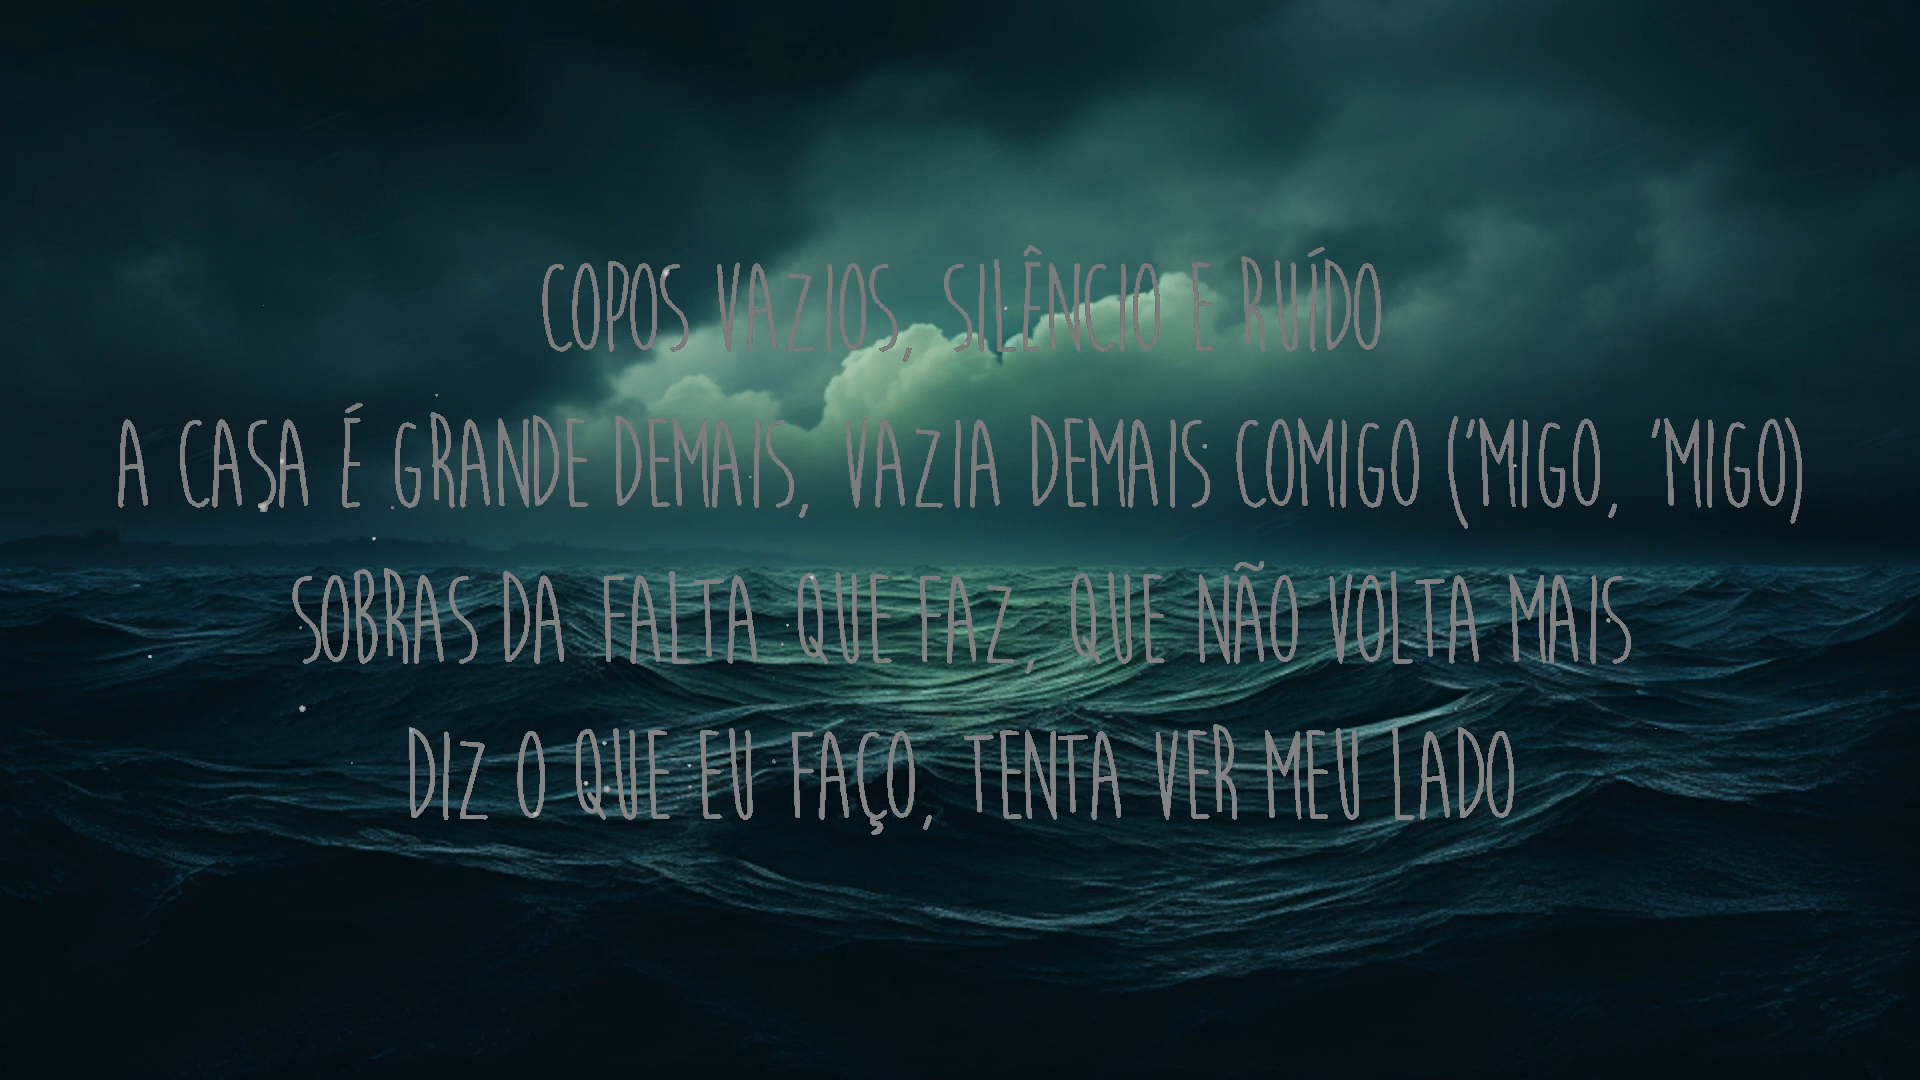 COPOS VAZIOS, SILÊNCIO E RUÍDO
A CASA É GRANDE DEMAIS, VAZIA DEMAIS COMIGO ('MIGO, 'MIGO)
SOBRAS DA FALTA QUE FAZ, QUE NÃO VOLTA MAIS
DIZ O QUE EU FAÇO, TENTA VER MEU LADO